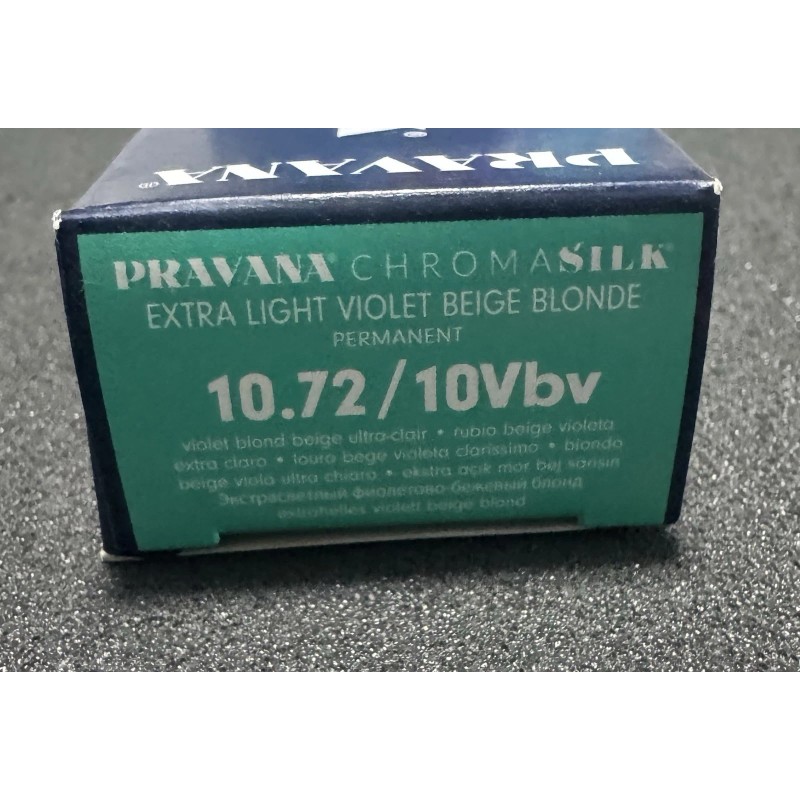 PRAVANA®
PRAVANA® CHROMASILK®
EXTRA LIGHT VIOLET BEIGE BLONDE
PERMANENT
10.72/10Vbv
violet blond beige ultra-clair • rubio beige violeta
extra claro • louro bege violeta claríssimo • biondo
beige viola ultra chiaro • ekstra açık mor bej sarısın
Экстрасветлый фиолетово-бежевый блонд
extrahelles violett beige blond